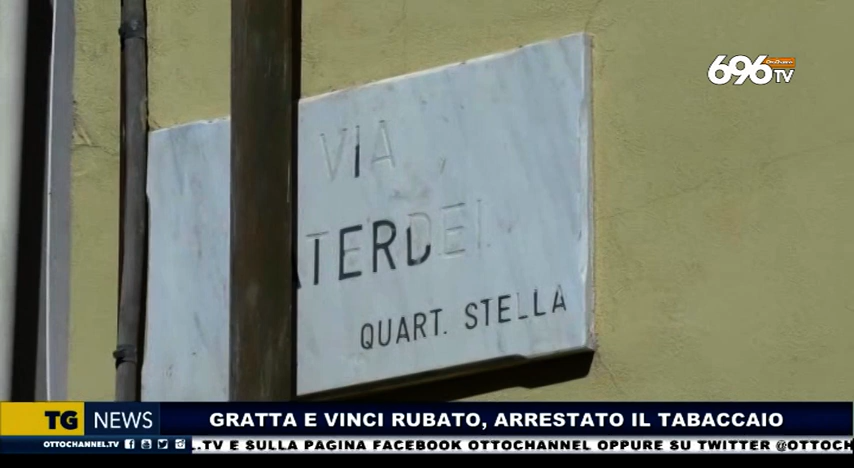 696
TV
VIA
ATERDEI
QUART. STELLA
TG NEWS
GRATTA E VINCI RUBATO, ARRESTATO IL TABACCAIO
OTTOCHANNEL.TV
.TV E SULLA PAGINA FACEBOOK OTTOCHANNEL OPPURE SU TWITTER @OTTOCH